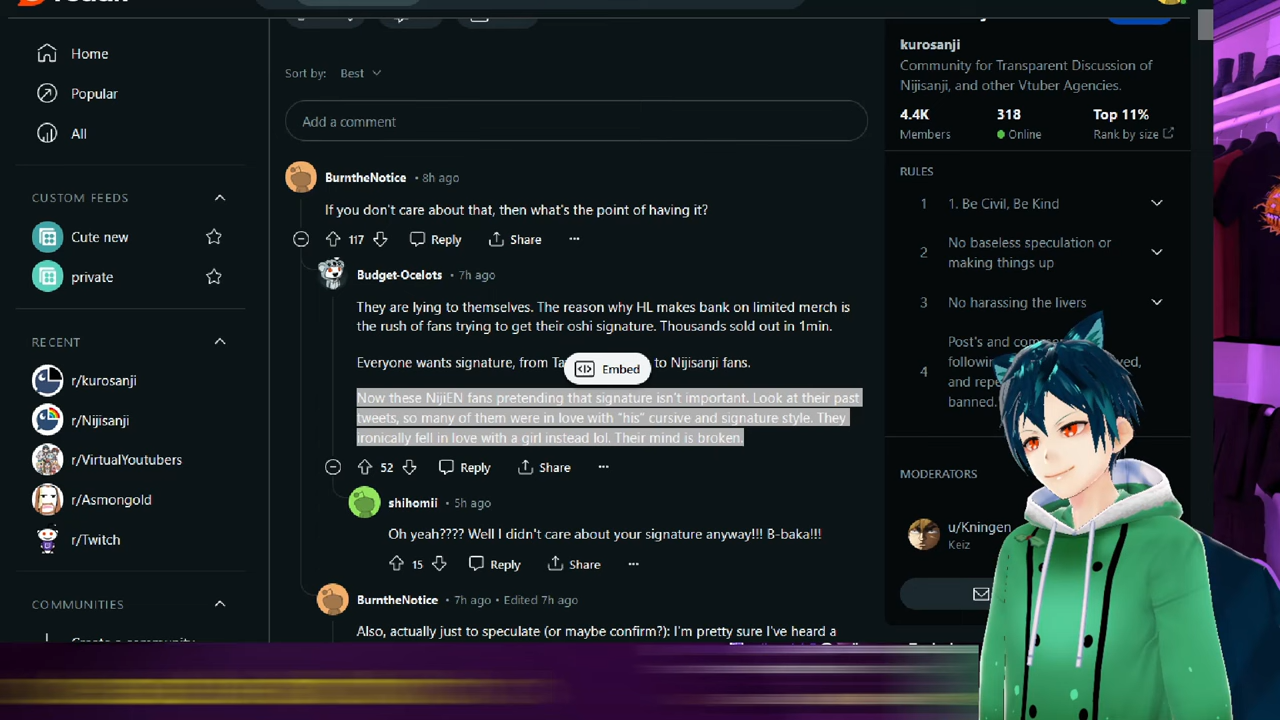 Home
Popular
All
CUSTOM FEEDS
Cute new
private
RECENT
r/kurosanji
r/Nijisanji
r/VirtualYoutubers
r/Asmongold
r/Twitch
COMMUNITIES
Create a community
Sort by:
Best
Add a comment
BurntheNotice • 8h ago
If you don't care about that, then what's the point of having it?
117
Reply
Share
Budget-Ocelots • 7h ago
They are lying to themselves. The reason why HL makes bank on limited merch is
the rush of fans trying to get their oshi signature. Thousands sold out in 1min.
Everyone wants signature, from
to Nijisanji fans.
Embed
Now these NijiEN fans pretending that signature isn't important. Look at their past
tweets, so many of them were in love with "his" cursive and signature style. They
ironically fell in love with a girl instead lol. Their mind is broken.
52
Reply
Share
shihomii • 5h ago
Oh yeah???? Well I didn't care about your signature anyway!!! B-baka!!!
15
Reply
Share
BurntheNotice • 7h ago • Edited 7h ago
Also, actually just to speculate (or maybe confirm?): I'm pretty sure I've heard a
kurosanji
Community for Transparent Discussion of
Nijisanji, and other Vtuber Agencies.
4.4K
Members
318
Online
Top 11%
Rank by size
RULES
1
1. Be Civil, Be Kind
2
No baseless speculation or
making things up
3
No harassing the livers
4
Post's and
following
and
banned.
MODERATORS
u/Kningen
Keiz